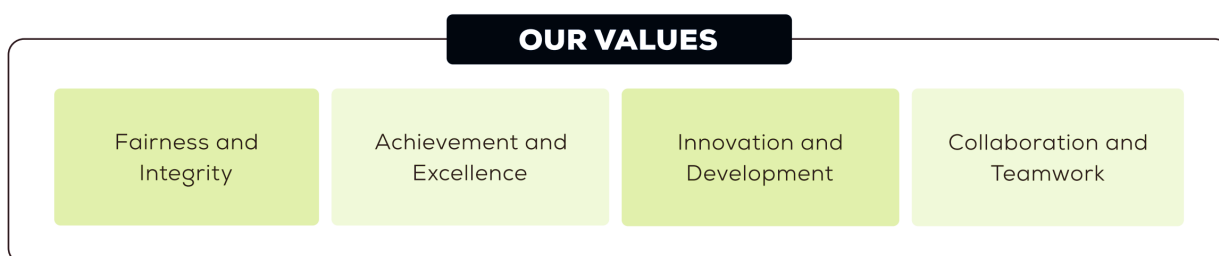 OUR VALUES
Fairness and
Integrity
Achievement and
Excellence
Innovation and
Development
Collaboration and
Teamwork